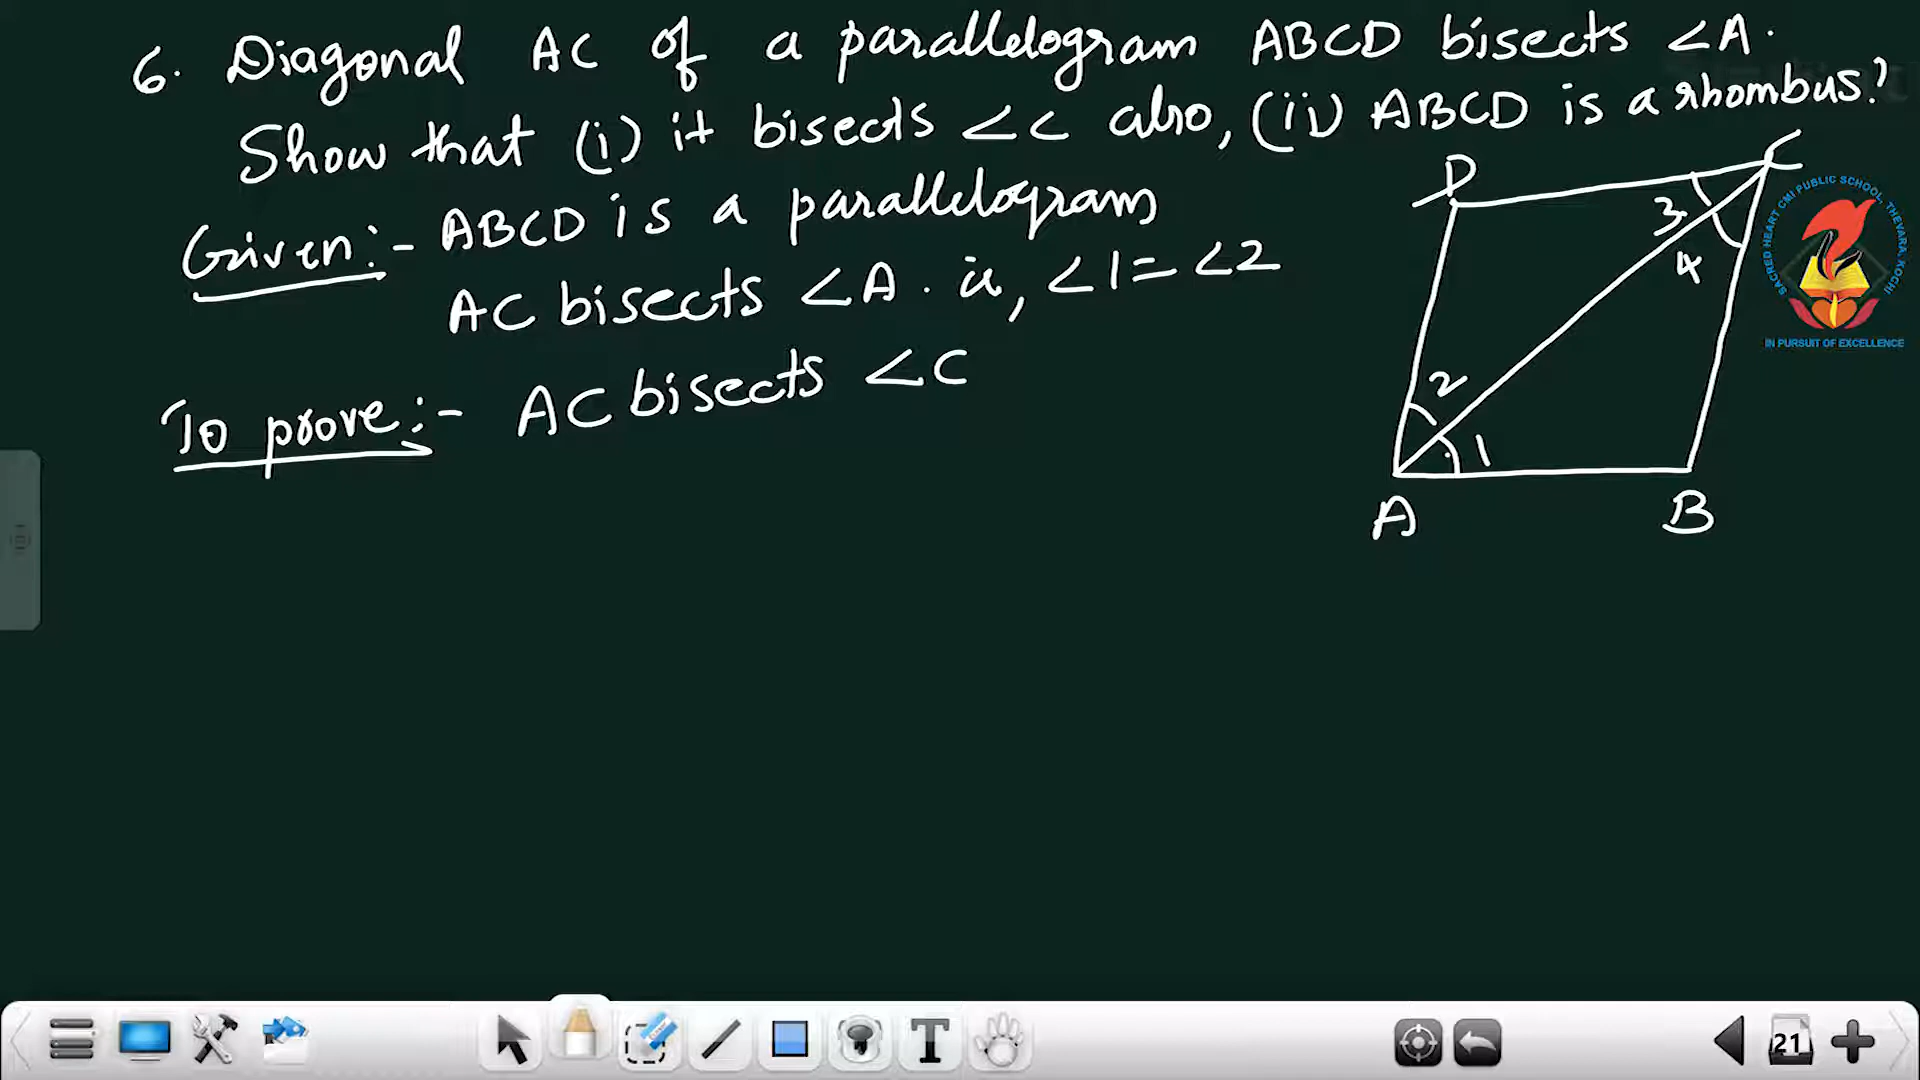 6. Diagonal AC of a parallelogram ABCD bisects ∠A.
Show that (i) it bisects ∠C also, (ii) ABCD is a rhombus?
Given:- ABCD is a parallelogram
AC bisects ∠A. ie, ∠1=∠2
To prove:- AC bisects ∠C
D
C
3
4
2
1
A
B
SACRED HEART CMI PUBLIC SCHOOL, THEVARA, KOCHI
IN PURSUIT OF EXCELLENCE
T
21